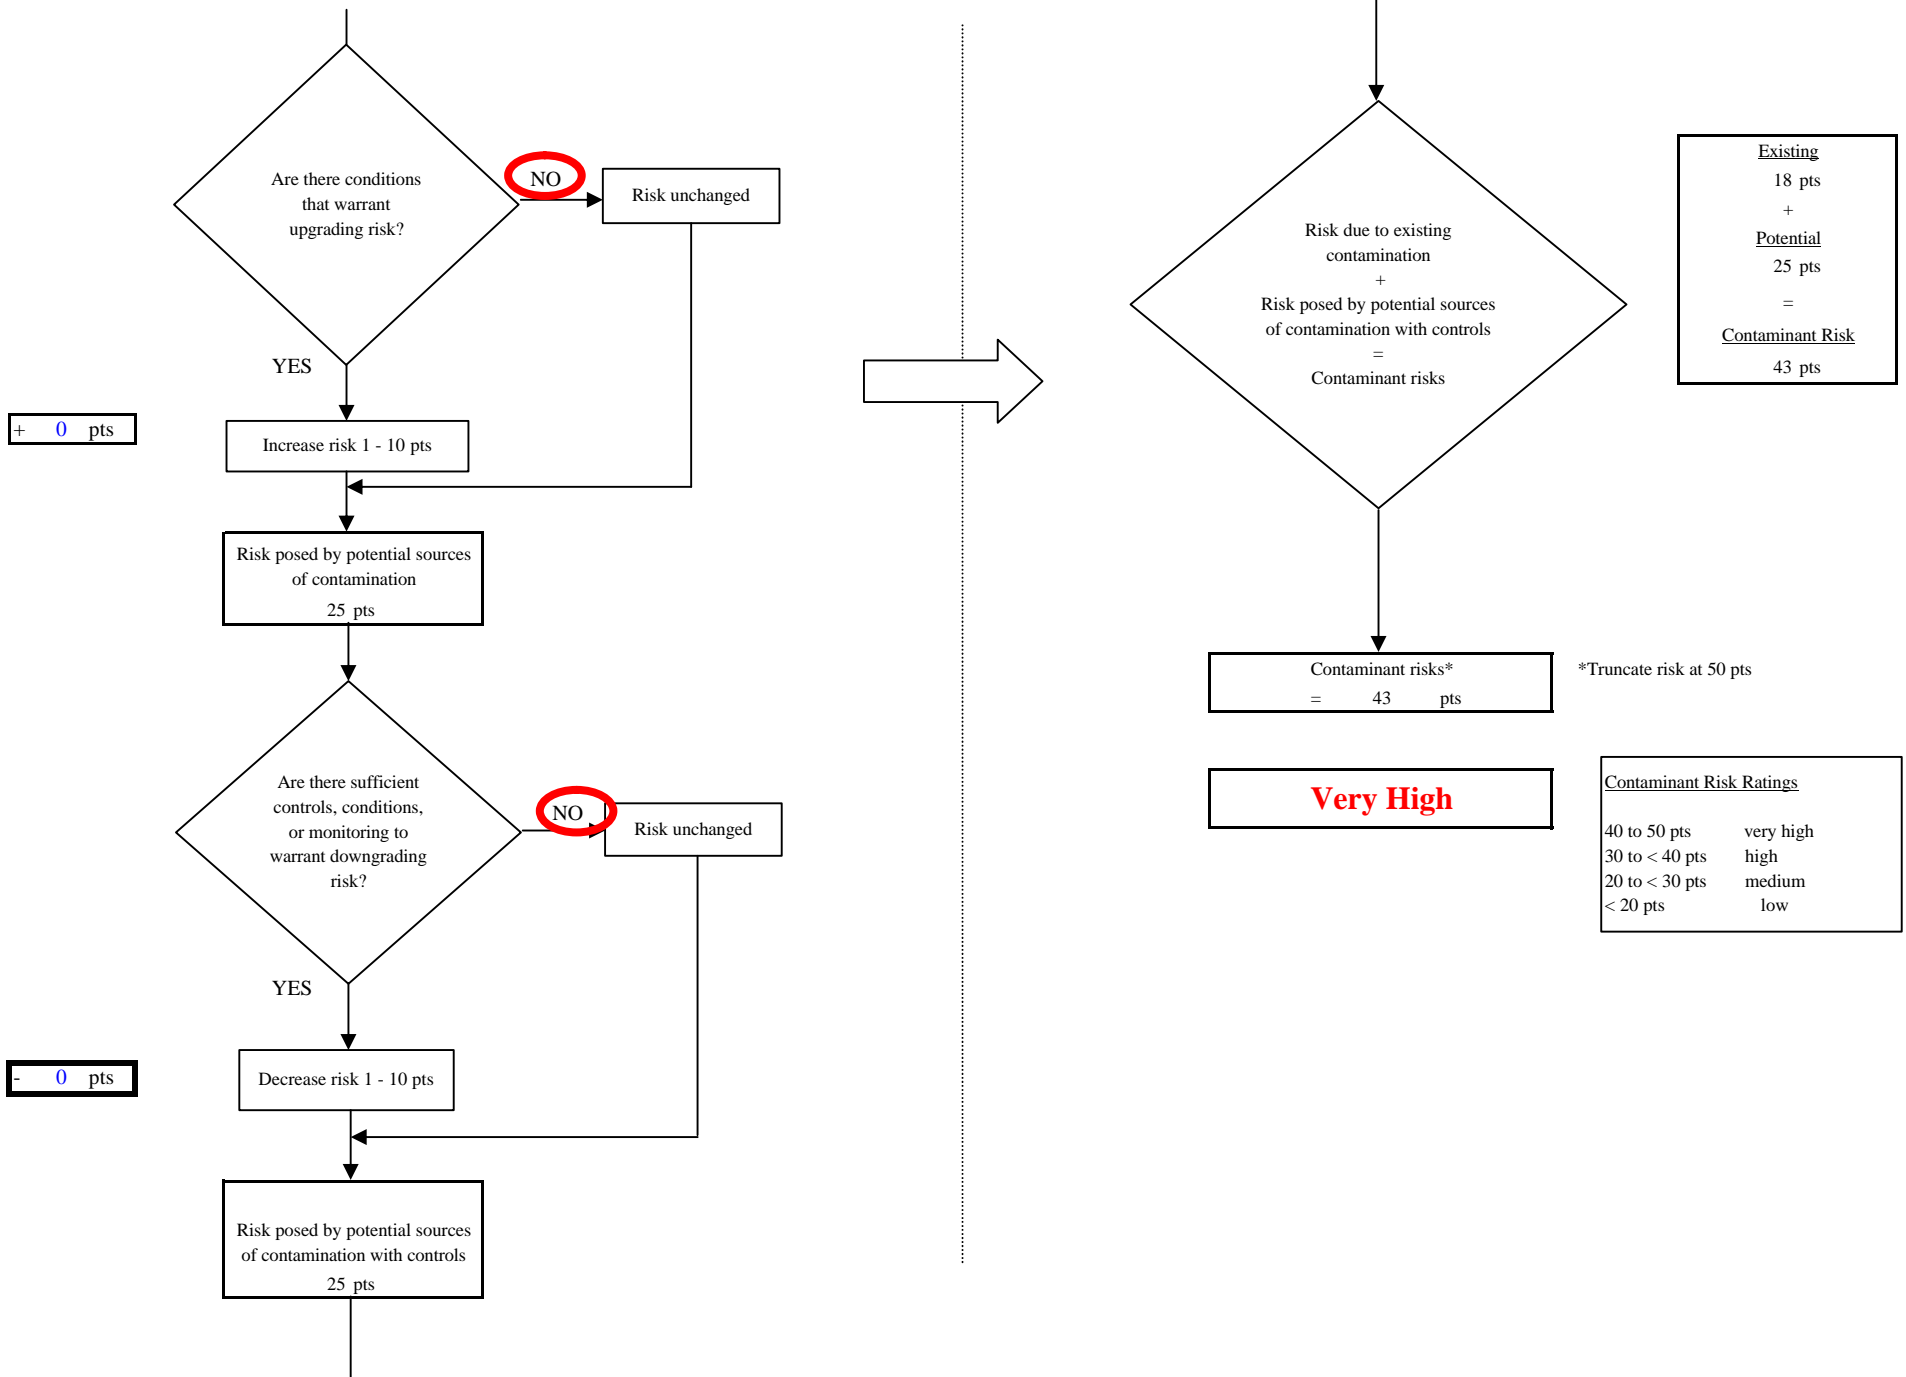 Are there conditions
that warrant
upgrading risk?
NO
Risk unchanged
YES
+ 0 pts
Increase risk 1 - 10 pts
Risk posed by potential sources
of contamination
25 pts
Are there sufficient
controls, conditions,
or monitoring to
warrant downgrading
risk?
NO
Risk unchanged
YES
- 0 pts
Decrease risk 1 - 10 pts
Risk posed by potential sources
of contamination with controls
25 pts
Risk due to existing
contamination
+
Risk posed by potential sources
of contamination with controls
=
Contaminant risks
Existing
18 pts
+
Potential
25 pts
=
Contaminant Risk
43 pts
Contaminant risks*
= 43 pts
*Truncate risk at 50 pts
Very High
Contaminant Risk Ratings
40 to 50 pts very high
30 to < 40 pts high
20 to < 30 pts medium
< 20 pts low